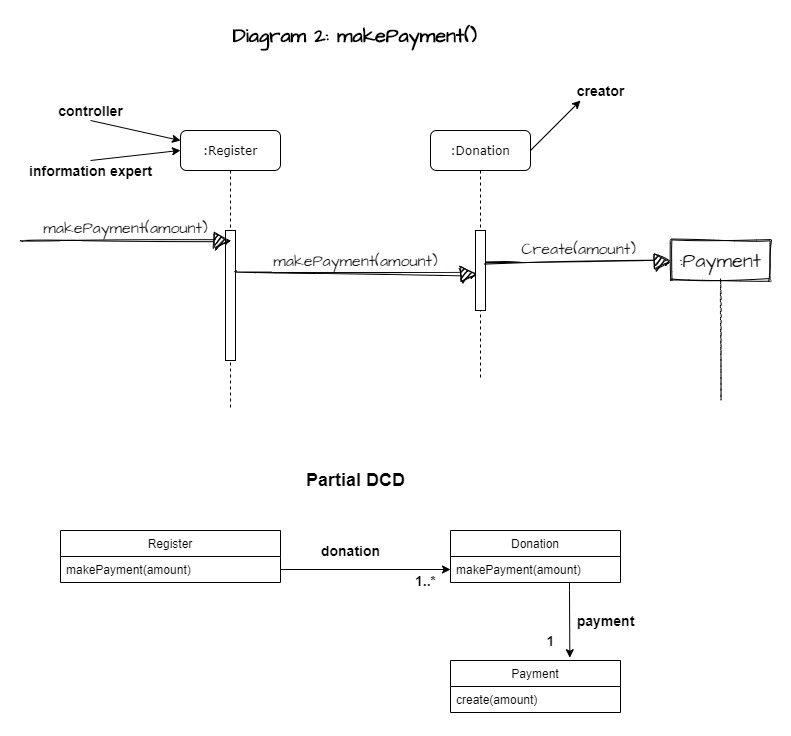 Diagram 2: makePayment()
creator
controller
:Register
:Donation
information expert
makePayment(amount)
makePayment(amount)
Create(amount)
:Payment
Partial DCD
Register
makePayment(amount)
donation
1..*
Donation
makePayment(amount)
payment
1
Payment
create(amount)